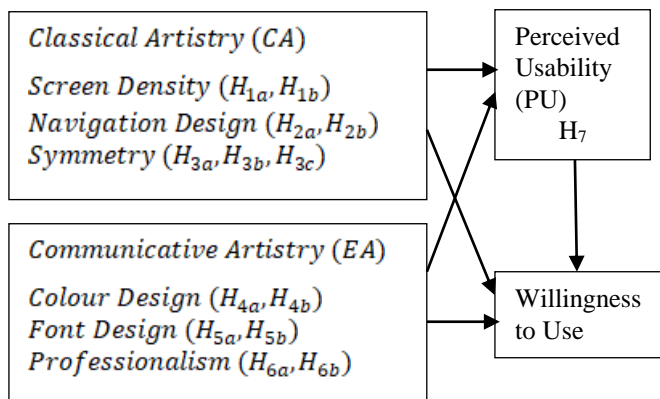 Classical Artistry (CA)
Screen Density (H1a, H1b)
Navigation Design (H2a, H2b)
Symmetry (H3a, H3b, H3c)
Communicative Artistry (EA)
Colour Design (H4a, H4b)
Font Design (H5a, H5b)
Professionalism (H6a, H6b)
Perceived
Usability
(PU)
H7
Willingness
to Use